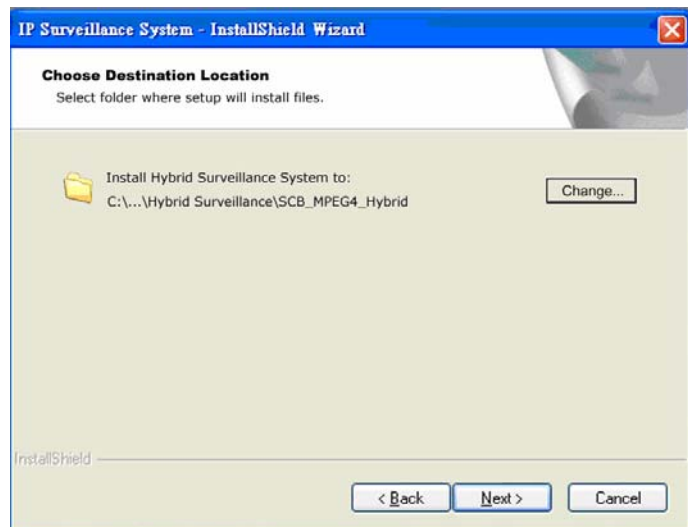 IP Surveillance System - InstallShield Wizard
Choose Destination Location
Select folder where setup will install files.
Install Hybrid Surveillance System to:
C:\...\Hybrid Surveillance\SCB_MPEG4_Hybrid
Change...
InstallShield
< Back
Next >
Cancel